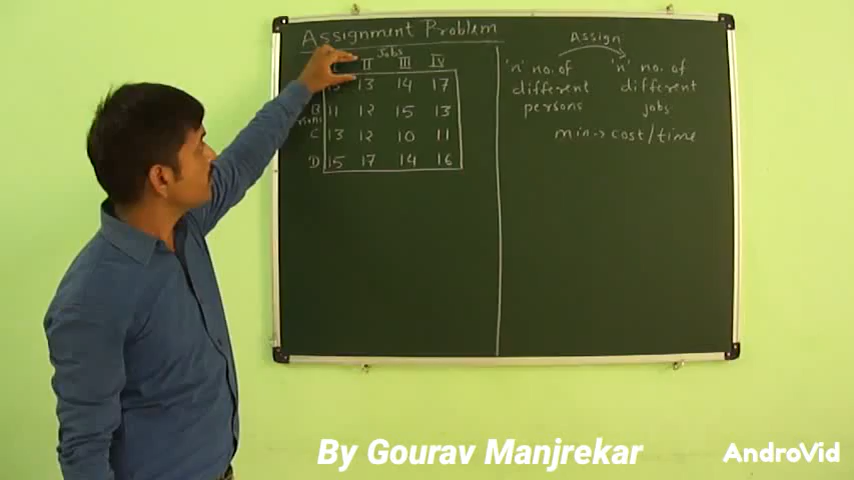 Assignment Problem
Jobs
II III IV
13 14 17
B 11 12 15 13
C 13 12 10 11
D 15 17 14 16
Assign
'n' no. of 'n' no. of
different different
persons jobs
min → cost/time
By Gourav Manjrekar
AndroVid